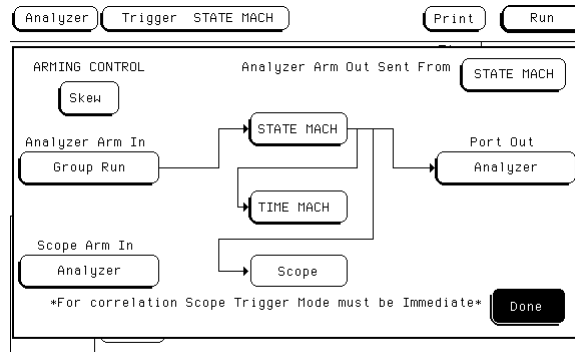 Analyzer Trigger STATE MACH Print Run
ARMING CONTROL
Analyzer Arm Out Sent From STATE MACH
Skew
Analyzer Arm In
Group Run
STATE MACH
Port Out
Analyzer
TIME MACH
Scope Arm In
Analyzer
Scope
*For correlation Scope Trigger Mode must be Immediate*
Done